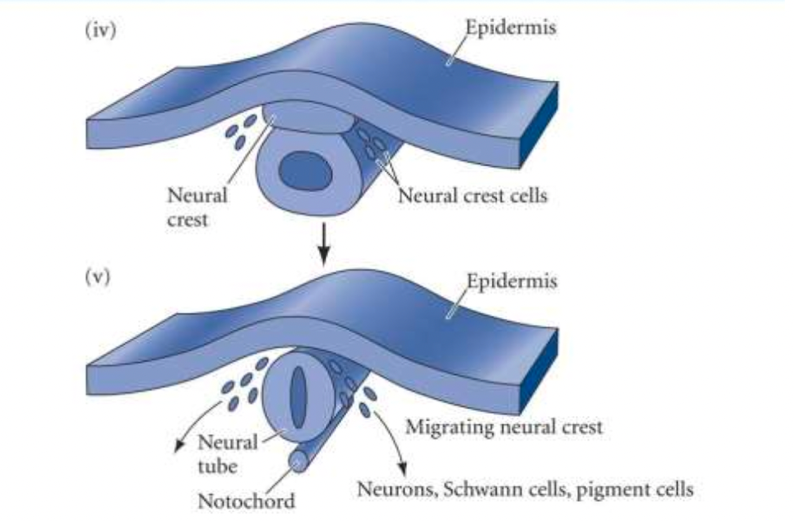 (iv)
Epidermis
Neural
crest
Neural crest cells
(v)
Epidermis
Migrating neural crest
Neural
tube
Notochord
Neurons, Schwann cells, pigment cells